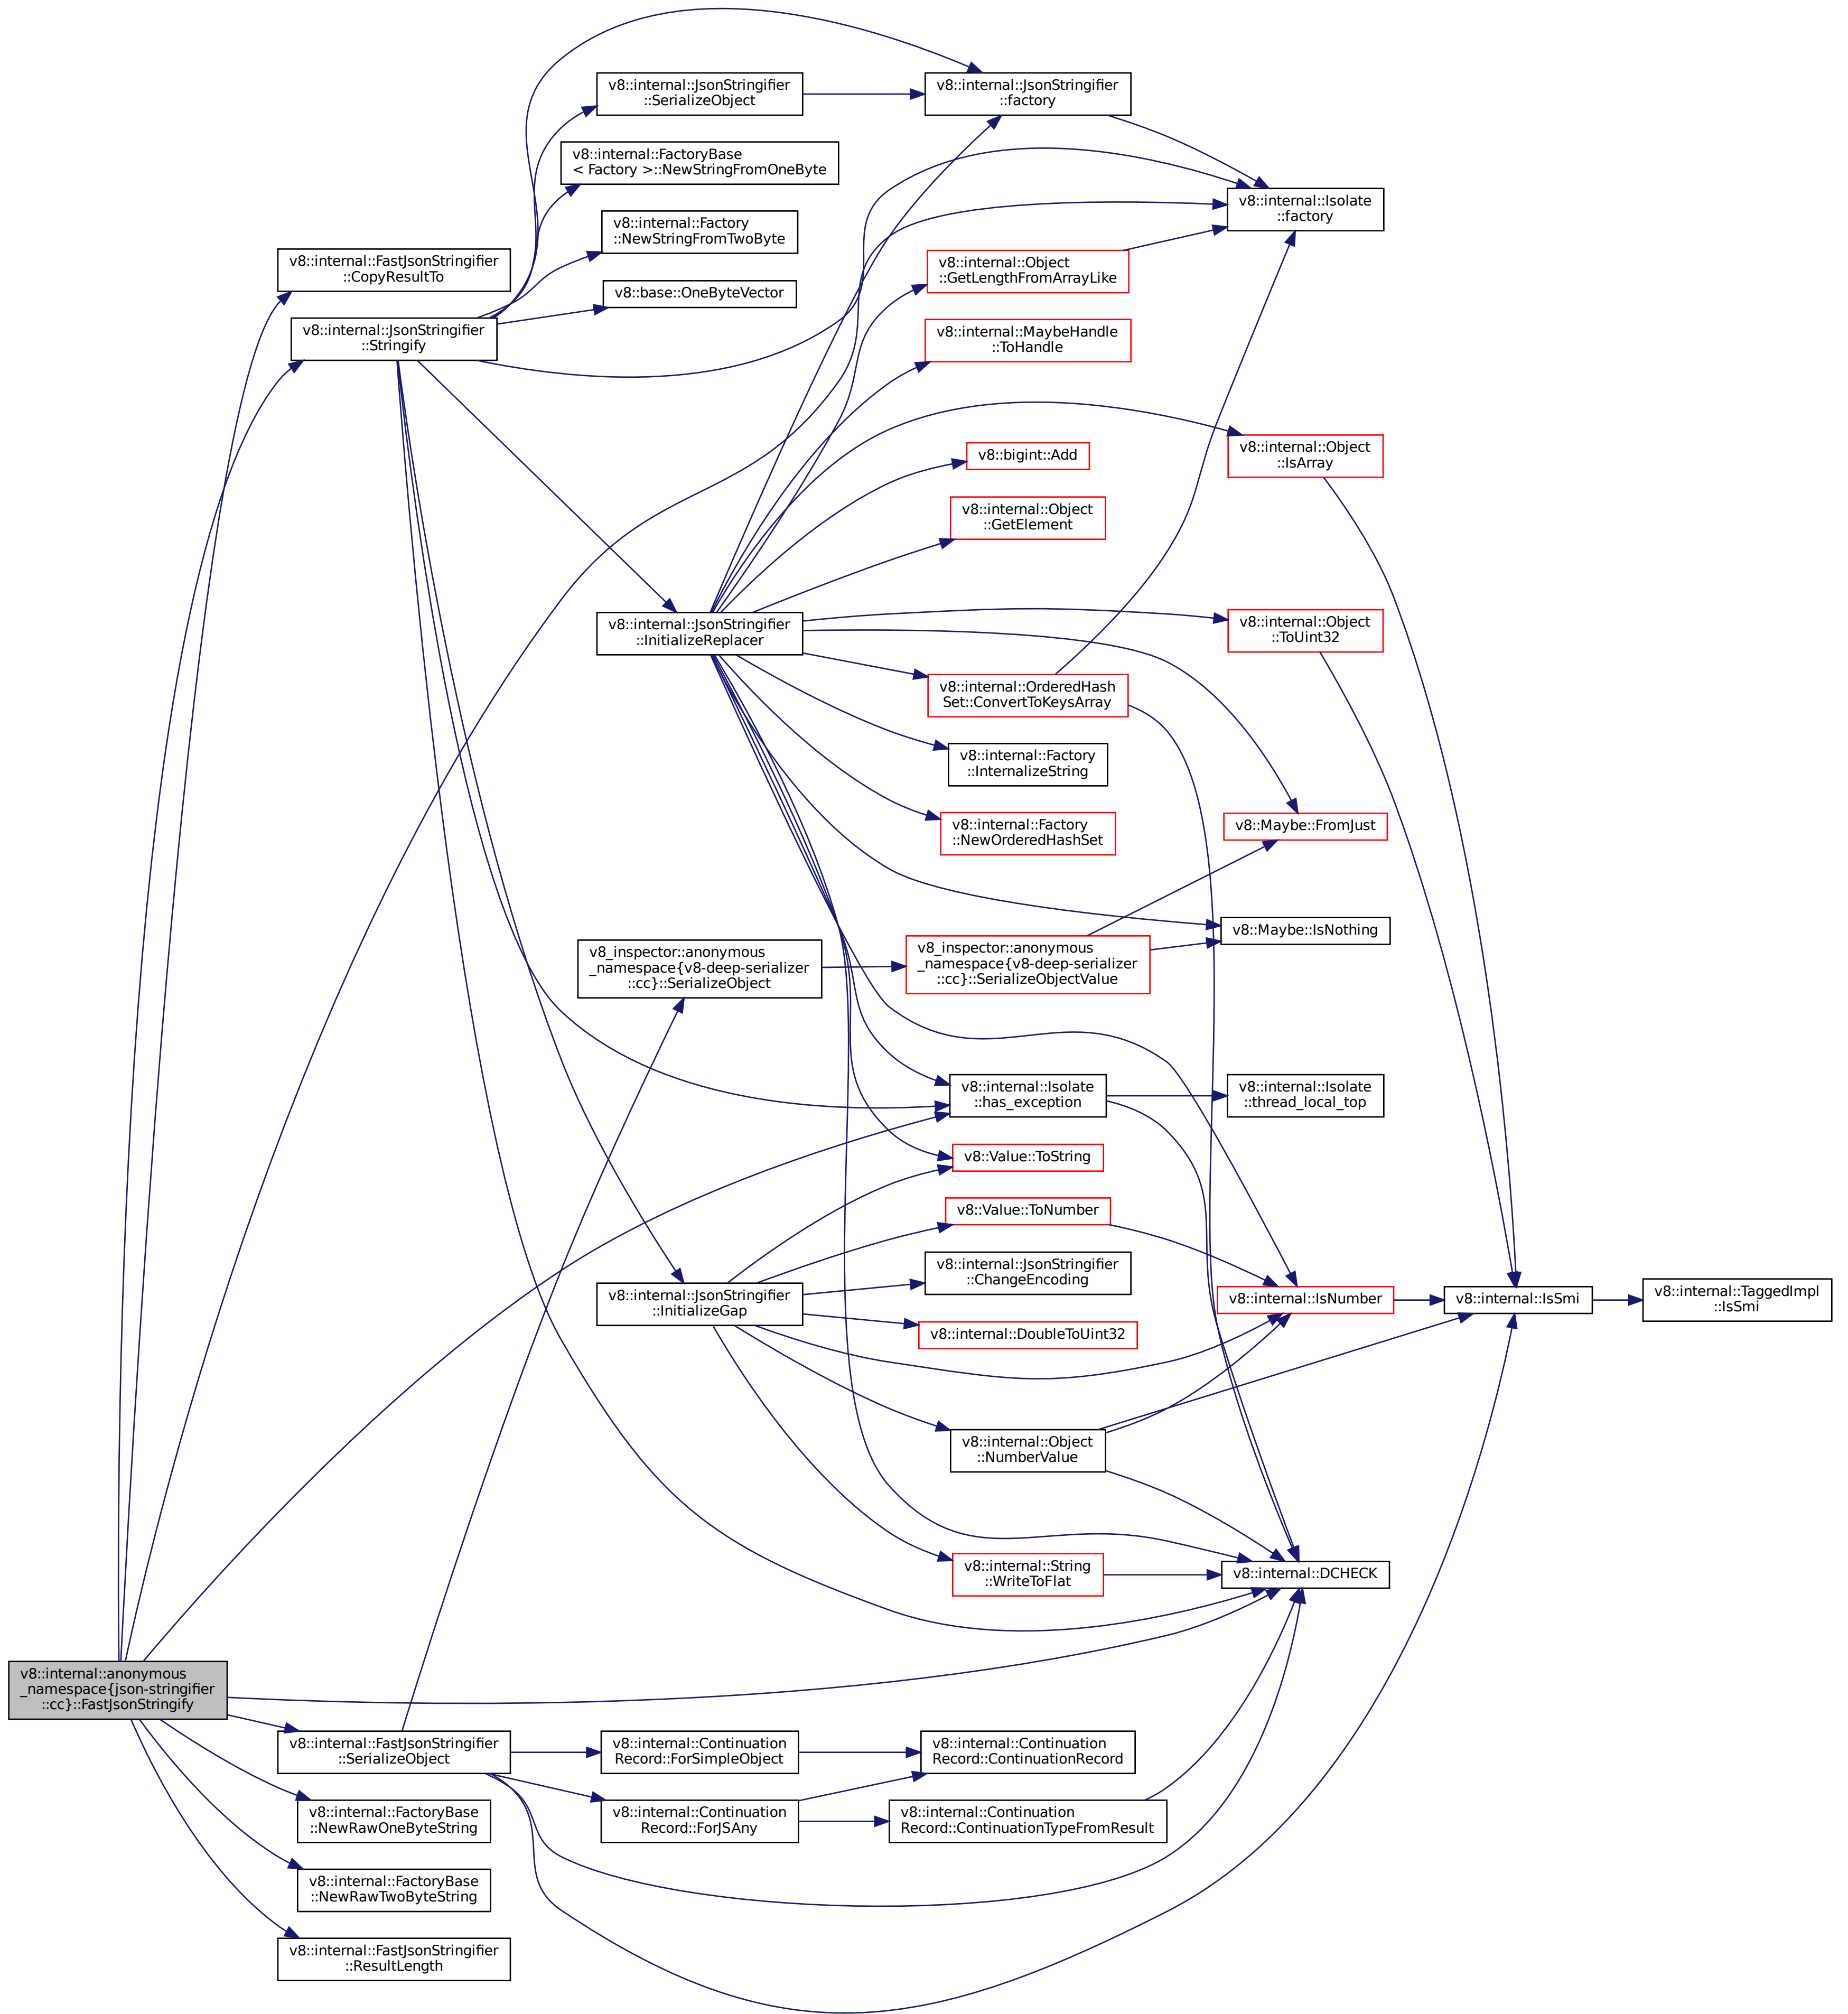 v8::internal::JsonStringifier
::SerializeObject
v8::internal::JsonStringifier
::factory
v8::internal::FactoryBase
< Factory >::NewStringFromOneByte
v8::internal::Isolate
::factory
v8::internal::Factory
::NewStringFromTwoByte
v8::internal::FastJsonStringifier
::CopyResultTo
v8::internal::Object
::GetLengthFromArrayLike
v8::base::OneByteVector
v8::internal::JsonStringifier
::Stringify
v8::internal::MaybeHandle
::ToHandle
v8::bigint::Add
v8::internal::Object
::IsArray
v8::internal::Object
::GetElement
v8::internal::JsonStringifier
::InitializeReplacer
v8::internal::Object
::ToUint32
v8::internal::OrderedHash
Set::ConvertToKeysArray
v8::internal::Factory
::InternalizeString
v8::internal::Factory
::NewOrderedHashSet
v8::Maybe::FromJust
v8::Maybe::IsNothing
v8_inspector::anonymous
_namespace{v8-deep-serializer
::cc}::SerializeObject
v8_inspector::anonymous
_namespace{v8-deep-serializer
::cc}::SerializeObjectValue
v8::internal::Isolate
::has_exception
v8::internal::Isolate
::thread_local_top
v8::Value::ToString
v8::Value::ToNumber
v8::internal::JsonStringifier
::ChangeEncoding
v8::internal::JsonStringifier
::InitializeGap
v8::internal::IsNumber
v8::internal::IsSmi
v8::internal::TaggedImpl
::IsSmi
v8::internal::DoubleToUint32
v8::internal::Object
::NumberValue
v8::internal::String
::WriteToFlat
v8::internal::DCHECK
v8::internal::anonymous
_namespace{json-stringifier
::cc}::FastJsonStringify
v8::internal::FastJsonStringifier
::SerializeObject
v8::internal::Continuation
Record::ForSimpleObject
v8::internal::Continuation
Record::ContinuationRecord
v8::internal::FactoryBase
::NewRawOneByteString
v8::internal::Continuation
Record::ForJSAny
v8::internal::Continuation
Record::ContinuationTypeFromResult
v8::internal::FactoryBase
::NewRawTwoByteString
v8::internal::FastJsonStringifier
::ResultLength